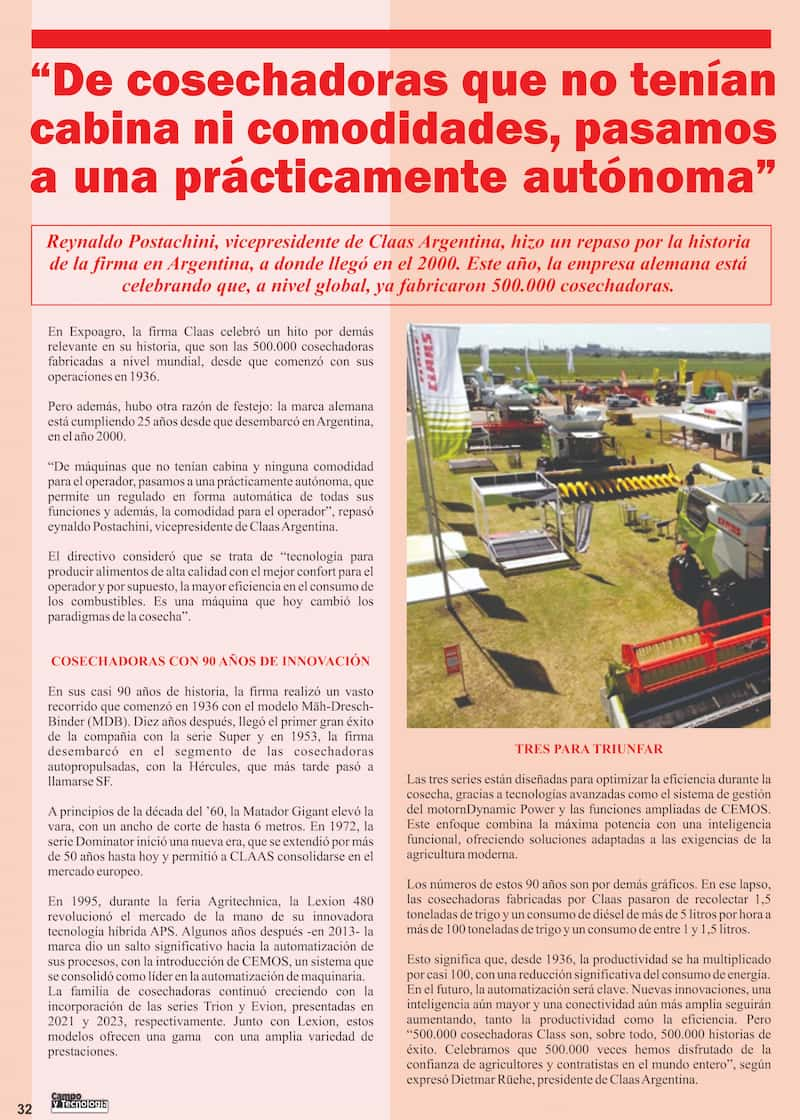 “De cosechadoras que no tenían
cabina ni comodidades, pasamos
a una prácticamente autónoma”
Reynaldo Postachini, vicepresidente de Claas Argentina, hizo un repaso por la historia
de la firma en Argentina, a donde llegó en el 2000. Este año, la empresa alemana está
celebrando que, a nivel global, ya fabricaron 500.000 cosechadoras.
En Expoagro, la firma Claas celebró un hito por demás
relevante en su historia, que son las 500.000 cosechadoras
fabricadas a nivel mundial, desde que comenzó con sus
operaciones en 1936.
Pero además, hubo otra razón de festejo: la marca alemana
está cumpliendo 25 años desde que desembarcó en Argentina,
en el año 2000.
“De máquinas que no tenían cabina y ninguna comodidad
para el operador, pasamos a una prácticamente autónoma, que
permite un regulado en forma automática de todas sus
funciones y además, la comodidad para el operador”, repasó
eynaldo Postachini, vicepresidente de Claas Argentina.
El directivo consideró que se trata de “tecnología para
producir alimentos de alta calidad con el mejor confort para el
operador y por supuesto, la mayor eficiencia en el consumo de
los combustibles. Es una máquina que hoy cambió los
paradigmas de la cosecha”.
COSECHADORAS CON 90 AÑOS DE INNOVACIÓN
En sus casi 90 años de historia, la firma realizó un vasto
recorrido que comenzó en 1936 con el modelo Mäh-Dresch-
Binder (MDB). Diez años después, llegó el primer gran éxito
de la compañía con la serie Super y en 1953, la firma
desembarcó en el segmento de las cosechadoras
autopropulsadas, con la Hércules, que más tarde pasó a
llamarse SF.
A principios de la década del ’60, la Matador Gigant elevó la
vara, con un ancho de corte de hasta 6 metros. En 1972, la
serie Dominator inició una nueva era, que se extendió por más
de 50 años hasta hoy y permitió a CLAAS consolidarse en el
mercado europeo.
En 1995, durante la feria Agritechnica, la Lexion 480
revolucionó el mercado de la mano de su innovadora
tecnología híbrida APS. Algunos años después -en 2013- la
marca dio un salto significativo hacia la automatización de
sus procesos, con la introducción de CEMOS, un sistema que
se consolidó como líder en la automatización de maquinaria.
La familia de cosechadoras continuó creciendo con la
incorporación de las series Trion y Evion, presentadas en
2021 y 2023, respectivamente. Junto con Lexion, estos
modelos ofrecen una gama con una amplia variedad de
prestaciones.
CLAAS
CLAAS
TRES PARA TRIUNFAR
Las tres series están diseñadas para optimizar la eficiencia durante la
cosecha, gracias a tecnologías avanzadas como el sistema de gestión
del motornDynamic Power y las funciones ampliadas de CEMOS.
Este enfoque combina la máxima potencia con una inteligencia
funcional, ofreciendo soluciones adaptadas a las exigencias de la
agricultura moderna.
Los números de estos 90 años son por demás gráficos. En ese lapso,
las cosechadoras fabricadas por Claas pasaron de recolectar 1,5
toneladas de trigo y un consumo de diésel de más de 5 litros por hora a
más de 100 toneladas de trigo y un consumo de entre 1 y 1,5 litros.
Esto significa que, desde 1936, la productividad se ha multiplicado
por casi 100, con una reducción significativa del consumo de energía.
En el futuro, la automatización será clave. Nuevas innovaciones, una
inteligencia aún mayor y una conectividad aún más amplia seguirán
aumentando, tanto la productividad como la eficiencia. Pero
“500.000 cosechadoras Class son, sobre todo, 500.000 historias de
éxito. Celebramos que 500.000 veces hemos disfrutado de la
confianza de agricultores y contratistas en el mundo entero”, según
expresó Dietmar Rüehe, presidente de Claas Argentina.
32
Campo
y Tecnología